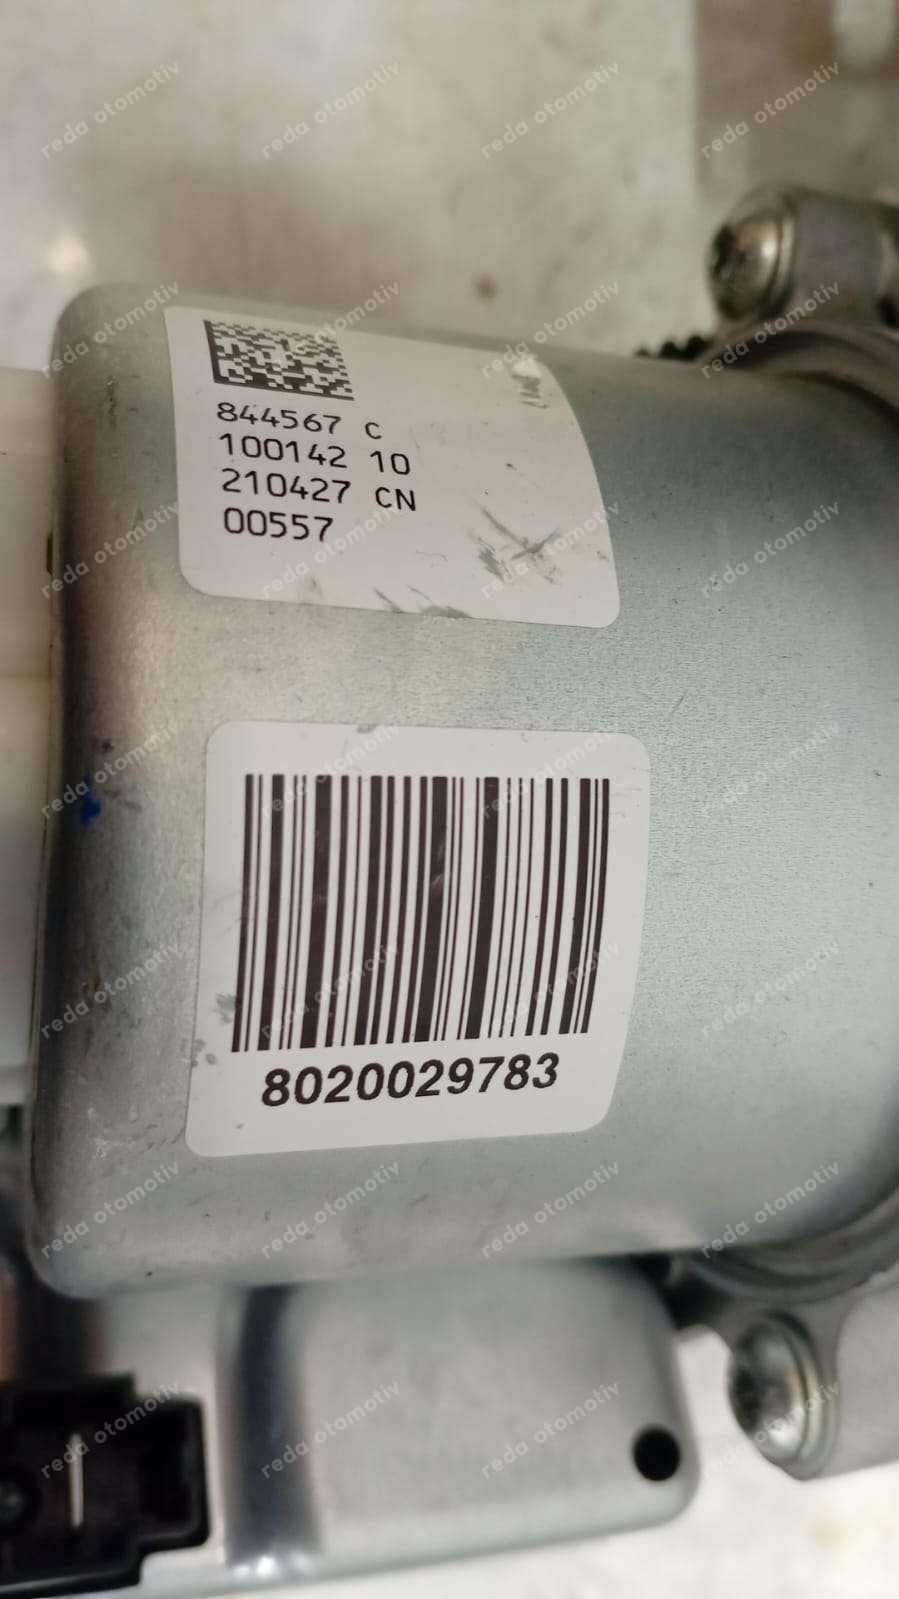 844567 C
100142 10
210427 CN
00557
8020029783
reda otomotiv